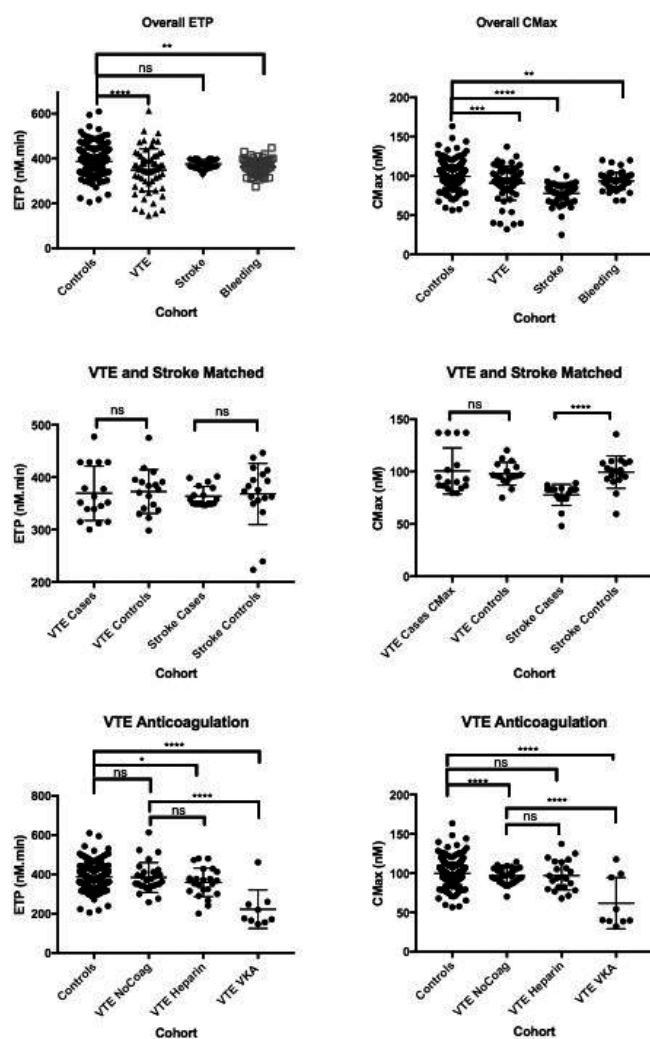 Overall ETP
**
ns
****
600
400
200
0
ETP (nM.min)
Controls
VTE
Stroke
Bleeding
Cohort
Overall CMax
**
****
***
200
150
100
50
0
CMax (nM)
Controls
VTE
Stroke
Bleeding
Cohort
VTE and Stroke Matched
ns
ns
500
400
300
200
ETP (nM.min)
VTE Cases
VTE Controls
Stroke Cases
Stroke Controls
Cohort
VTE and Stroke Matched
ns
****
150
100
50
0
CMax (nM)
VTE Cases CMax
VTE Controls
Stroke Cases
Stroke Controls
Cohort
VTE Anticoagulation
****
*
ns
****
ns
800
600
400
200
0
ETP (nM.min)
Controls
VTE NoCoag
VTE Heparin
VTE VKA
Cohort
VTE Anticoagulation
****
ns
****
****
ns
200
150
100
50
0
CMax (nM)
Controls
VTE NoCoag
VTE Heparin
VTE VKA
Cohort